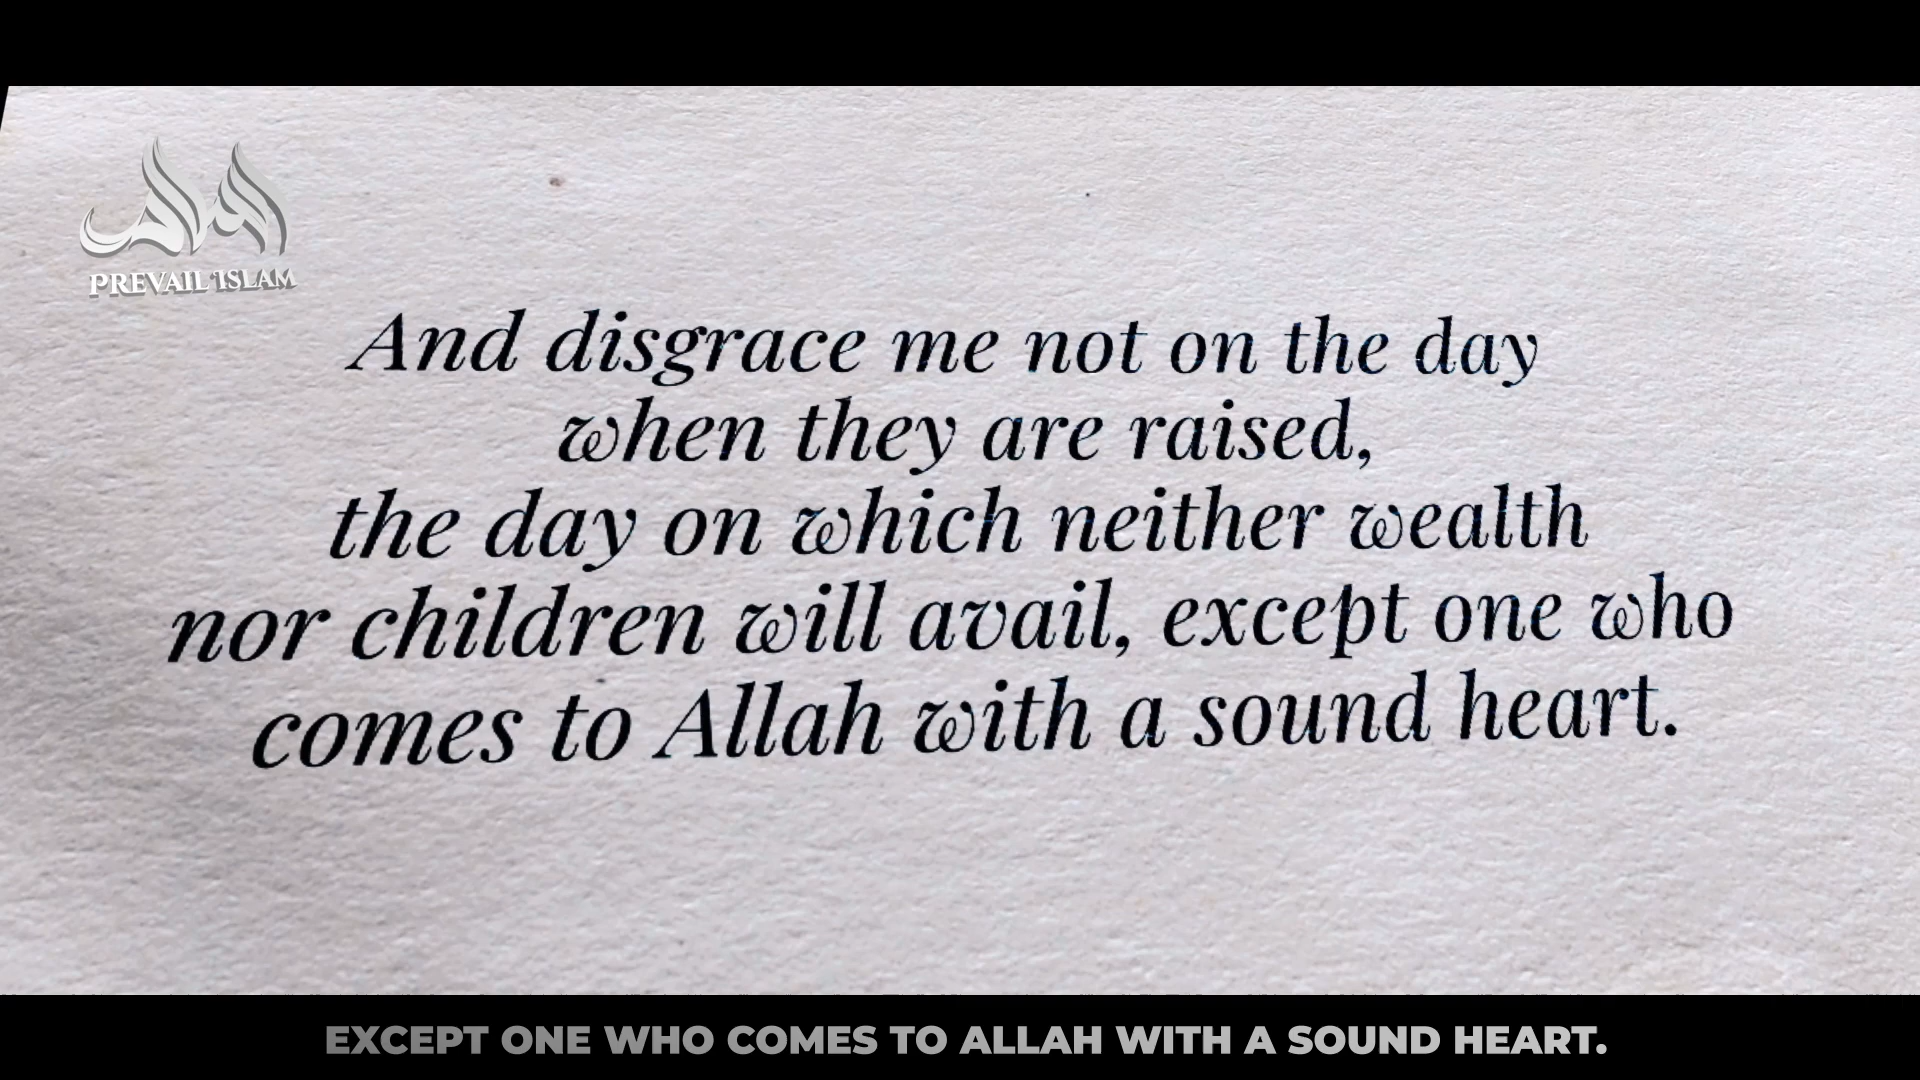 PREVAIL ISLAM
And disgrace me not on the day
when they are raised,
the day on which neither wealth
nor children will avail, except one who
comes to Allah with a sound heart.
EXCEPT ONE WHO COMES TO ALLAH WITH A SOUND HEART.